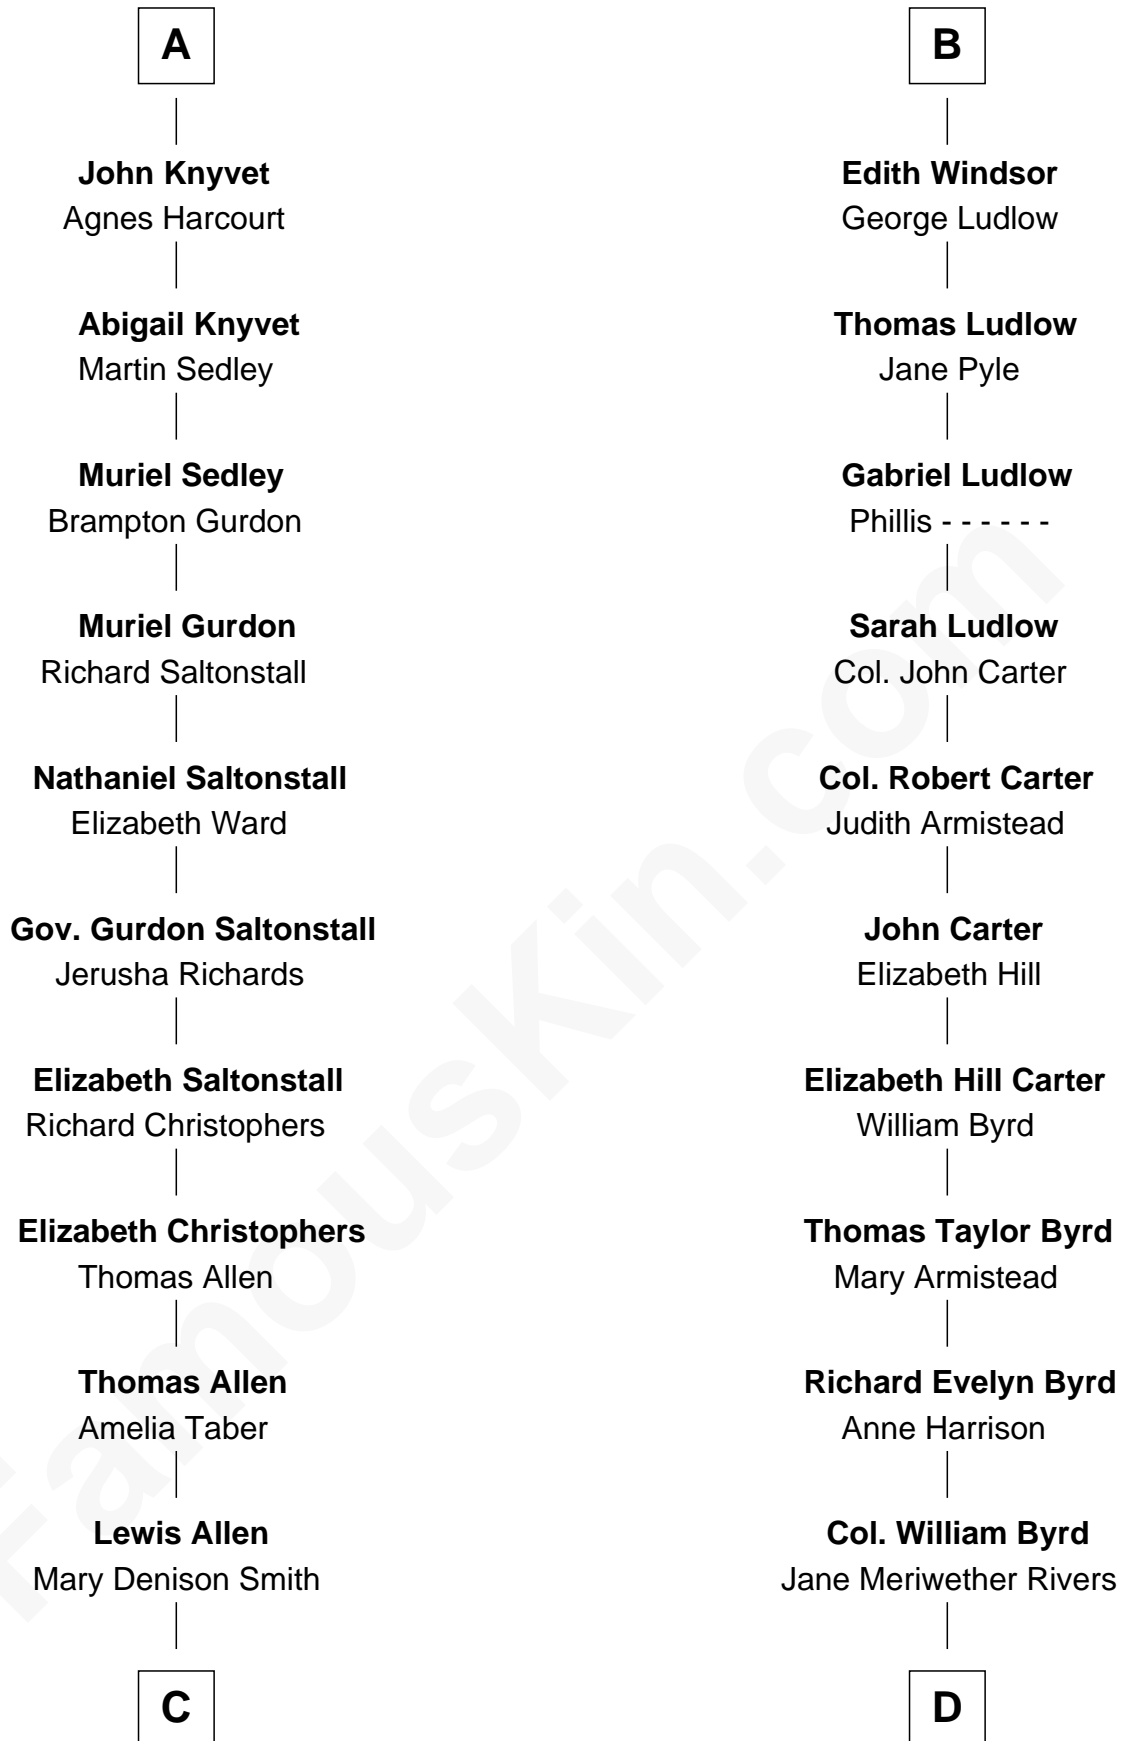 A
John Knyvet
Agnes Harcourt
Abigail Knyvet
Martin Sedley
Muriel Sedley
Brampton Gurdon
Muriel Gurdon
Richard Saltonstall
Nathaniel Saltonstall
Elizabeth Ward
Gov. Gurdon Saltonstall
Jerusha Richards
Elizabeth Saltonstall
Richard Christophers
Elizabeth Christophers
Thomas Allen
Thomas Allen
Amelia Taber
Lewis Allen
Mary Denison Smith
C
B
Edith Windsor
George Ludlow
Thomas Ludlow
Jane Pyle
Gabriel Ludlow
Phillis - - - - - -
Sarah Ludlow
Col. John Carter
Col. Robert Carter
Judith Armistead
John Carter
Elizabeth Hill
Elizabeth Hill Carter
William Byrd
Thomas Taylor Byrd
Mary Armistead
Richard Evelyn Byrd
Anne Harrison
Col. William Byrd
Jane Meriwether Rivers
D
FamousKin.com